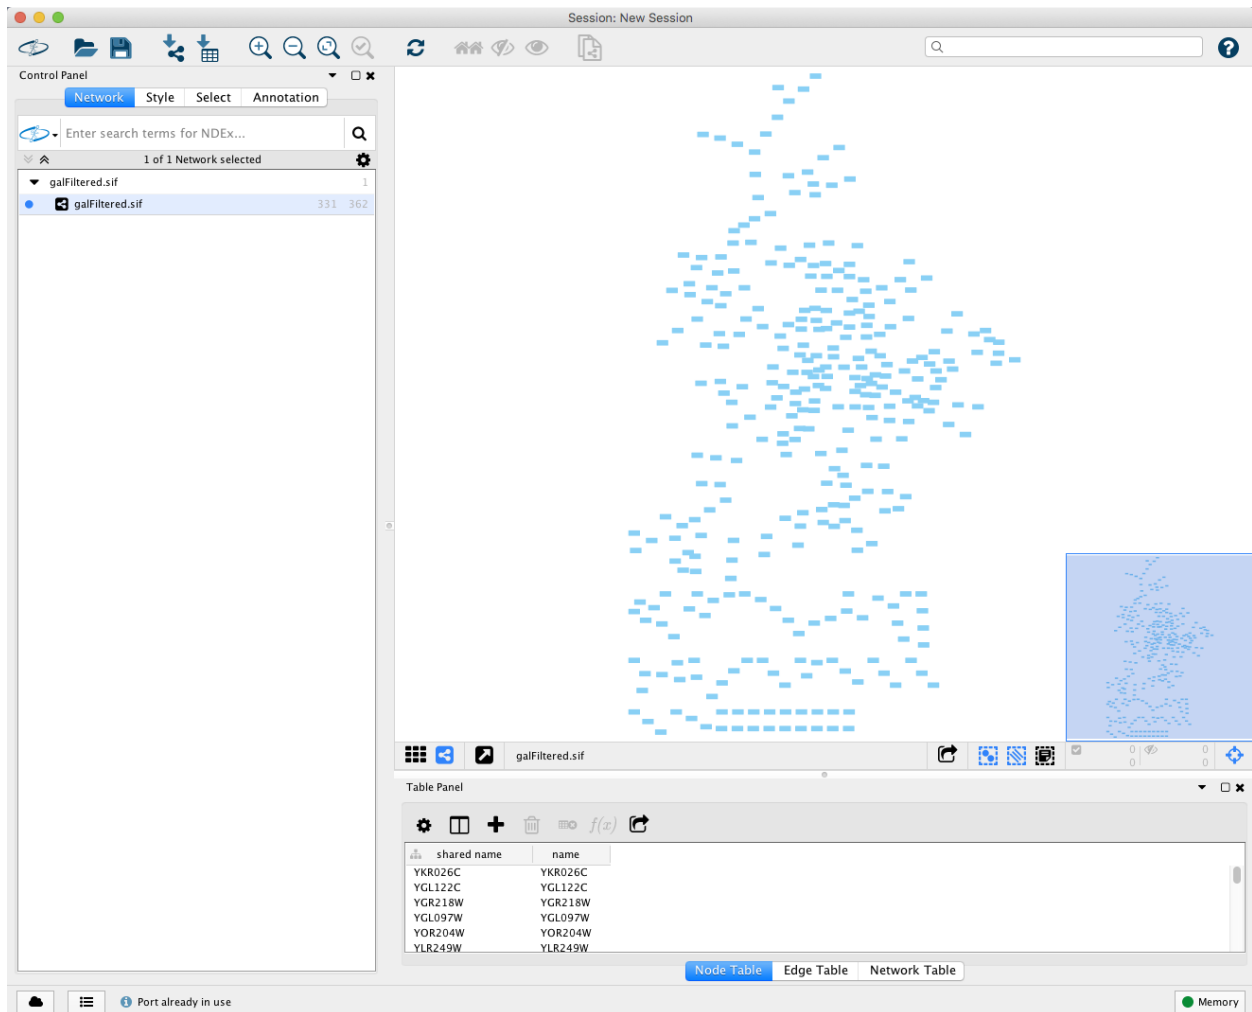 Session: New Session
Control Panel
Network Style Select Annotation
Enter search terms for NDEx...
1 of 1 Network selected
galFiltered.sif 1
galFiltered.sif 331 362
galFiltered.sif
0 0
0 0
Table Panel
f(x)
shared name name
YKR026C YKR026C
YGL122C YGL122C
YGR218W YGR218W
YGL097W YGL097W
YOR204W YOR204W
YLR249W YLR249W
Node Table Edge Table Network Table
Port already in use
Memory